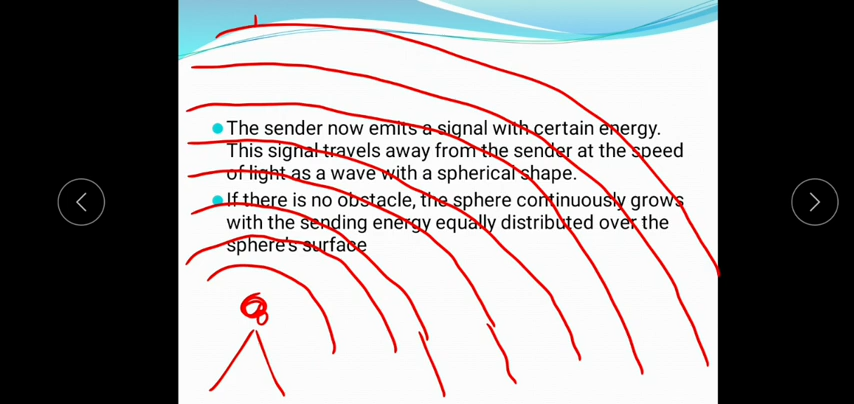 The sender now emits a signal with certain energy.
This signal travels away from the sender at the speed
of light as a wave with a spherical shape.
If there is no obstacle, the sphere continuously grows
with the sending energy equally distributed over the
sphere's surface